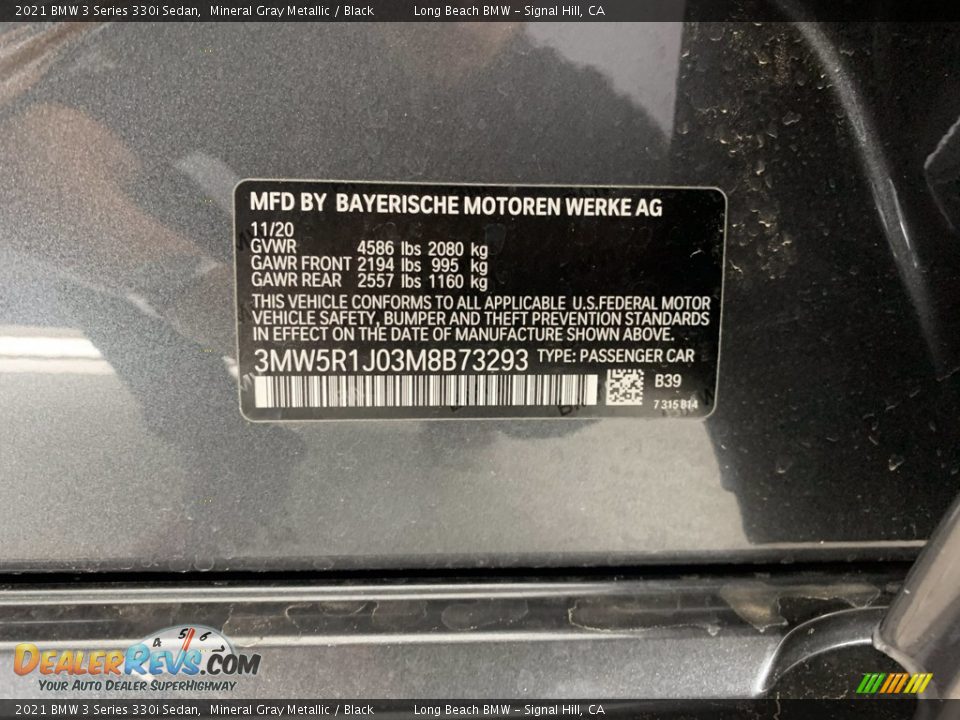 2021 BMW 3 Series 330i Sedan, Mineral Gray Metallic / Black Long Beach BMW - Signal Hill, CA
MFD BY BAYERISCHE MOTOREN WERKE AG
11/20
GVWR 4586 lbs 2080 kg
GAWR FRONT 2194 lbs 995 kg
GAWR REAR 2557 lbs 1160 kg
THIS VEHICLE CONFORMS TO ALL APPLICABLE U.S.FEDERAL MOTOR
VEHICLE SAFETY, BUMPER AND THEFT PREVENTION STANDARDS
IN EFFECT ON THE DATE OF MANUFACTURE SHOWN ABOVE.
3MW5R1J03M8B73293 TYPE: PASSENGER CAR
B39
7 315 814
4 5 6
DEALERREVS.COM
YOUR AUTO DEALER SUPERHIGHWAY
2021 BMW 3 Series 330i Sedan, Mineral Gray Metallic / Black Long Beach BMW - Signal Hill, CA